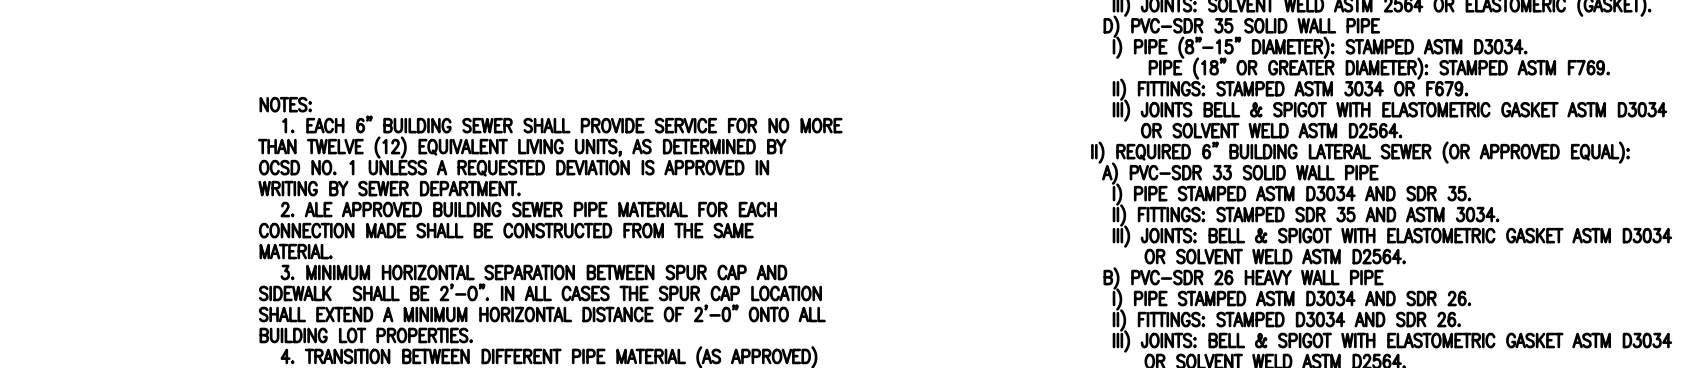 NOTES:
1. EACH 6" BUILDING SEWER SHALL PROVIDE SERVICE FOR NO MORE
THAN TWELVE (12) EQUIVALENT LIVING UNITS, AS DETERMINED BY
OCSD NO. 1 UNLESS A REQUESTED DEVIATION IS APPROVED IN
WRITING BY SEWER DEPARTMENT.
2. ALE APPROVED BUILDING SEWER PIPE MATERIAL FOR EACH
CONNECTION MADE SHALL BE CONSTRUCTED FROM THE SAME
MATERIAL.
3. MINIMUM HORIZONTAL SEPARATION BETWEEN SPUR CAP AND
SIDEWALK SHALL BE 2'-0". IN ALL CASES THE SPUR CAP LOCATION
SHALL EXTEND A MINIMUM HORIZONTAL DISTANCE OF 2'-0" ONTO ALL
BUILDING LOT PROPERTIES.
4. TRANSITION BETWEEN DIFFERENT PIPE MATERIAL (AS APPROVED)
III) JOINTS: SOLVENT WELD ASTM 2564 OR ELASTOMERIC (GASKET).
D) PVC-SDR 35 SOLID WALL PIPE
I) PIPE (8"-15" DIAMETER): STAMPED ASTM D3034.
PIPE (18" OR GREATER DIAMETER): STAMPED ASTM F769.
II) FITTINGS: STAMPED ASTM 3034 OR F679.
III) JOINTS BELL & SPIGOT WITH ELASTOMETRIC GASKET ASTM D3034
OR SOLVENT WELD ASTM D2564.
II) REQUIRED 6" BUILDING LATERAL SEWER (OR APPROVED EQUAL):
A) PVC-SDR 33 SOLID WALL PIPE
I) PIPE STAMPED ASTM D3034 AND SDR 35.
II) FITTINGS: STAMPED SDR 35 AND ASTM 3034.
III) JOINTS: BELL & SPIGOT WITH ELASTOMETRIC GASKET ASTM D3034
OR SOLVENT WELD ASTM D2564.
B) PVC-SDR 26 HEAVY WALL PIPE
I) PIPE STAMPED ASTM D3034 AND SDR 26.
II) FITTINGS: STAMPED D3034 AND SDR 26.
III) JOINTS: BELL & SPIGOT WITH ELASTOMETRIC GASKET ASTM D3034
OR SOLVENT WELD ASTM D2564.